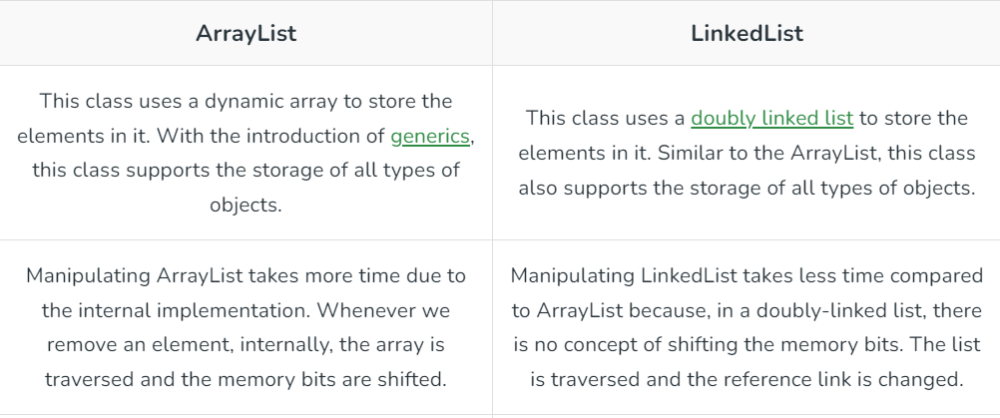 ArrayList
LinkedList
This class uses a dynamic array to store the
elements in it. With the introduction of generics,
this class supports the storage of all types of
objects.
This class uses a doubly linked list to store the
elements in it. Similar to the ArrayList, this class
also supports the storage of all types of objects.
Manipulating ArrayList takes more time due to
the internal implementation. Whenever we
remove an element, internally, the array is
traversed and the memory bits are shifted.
Manipulating LinkedList takes less time compared
to ArrayList because, in a doubly-linked list, there
is no concept of shifting the memory bits. The list
is traversed and the reference link is changed.